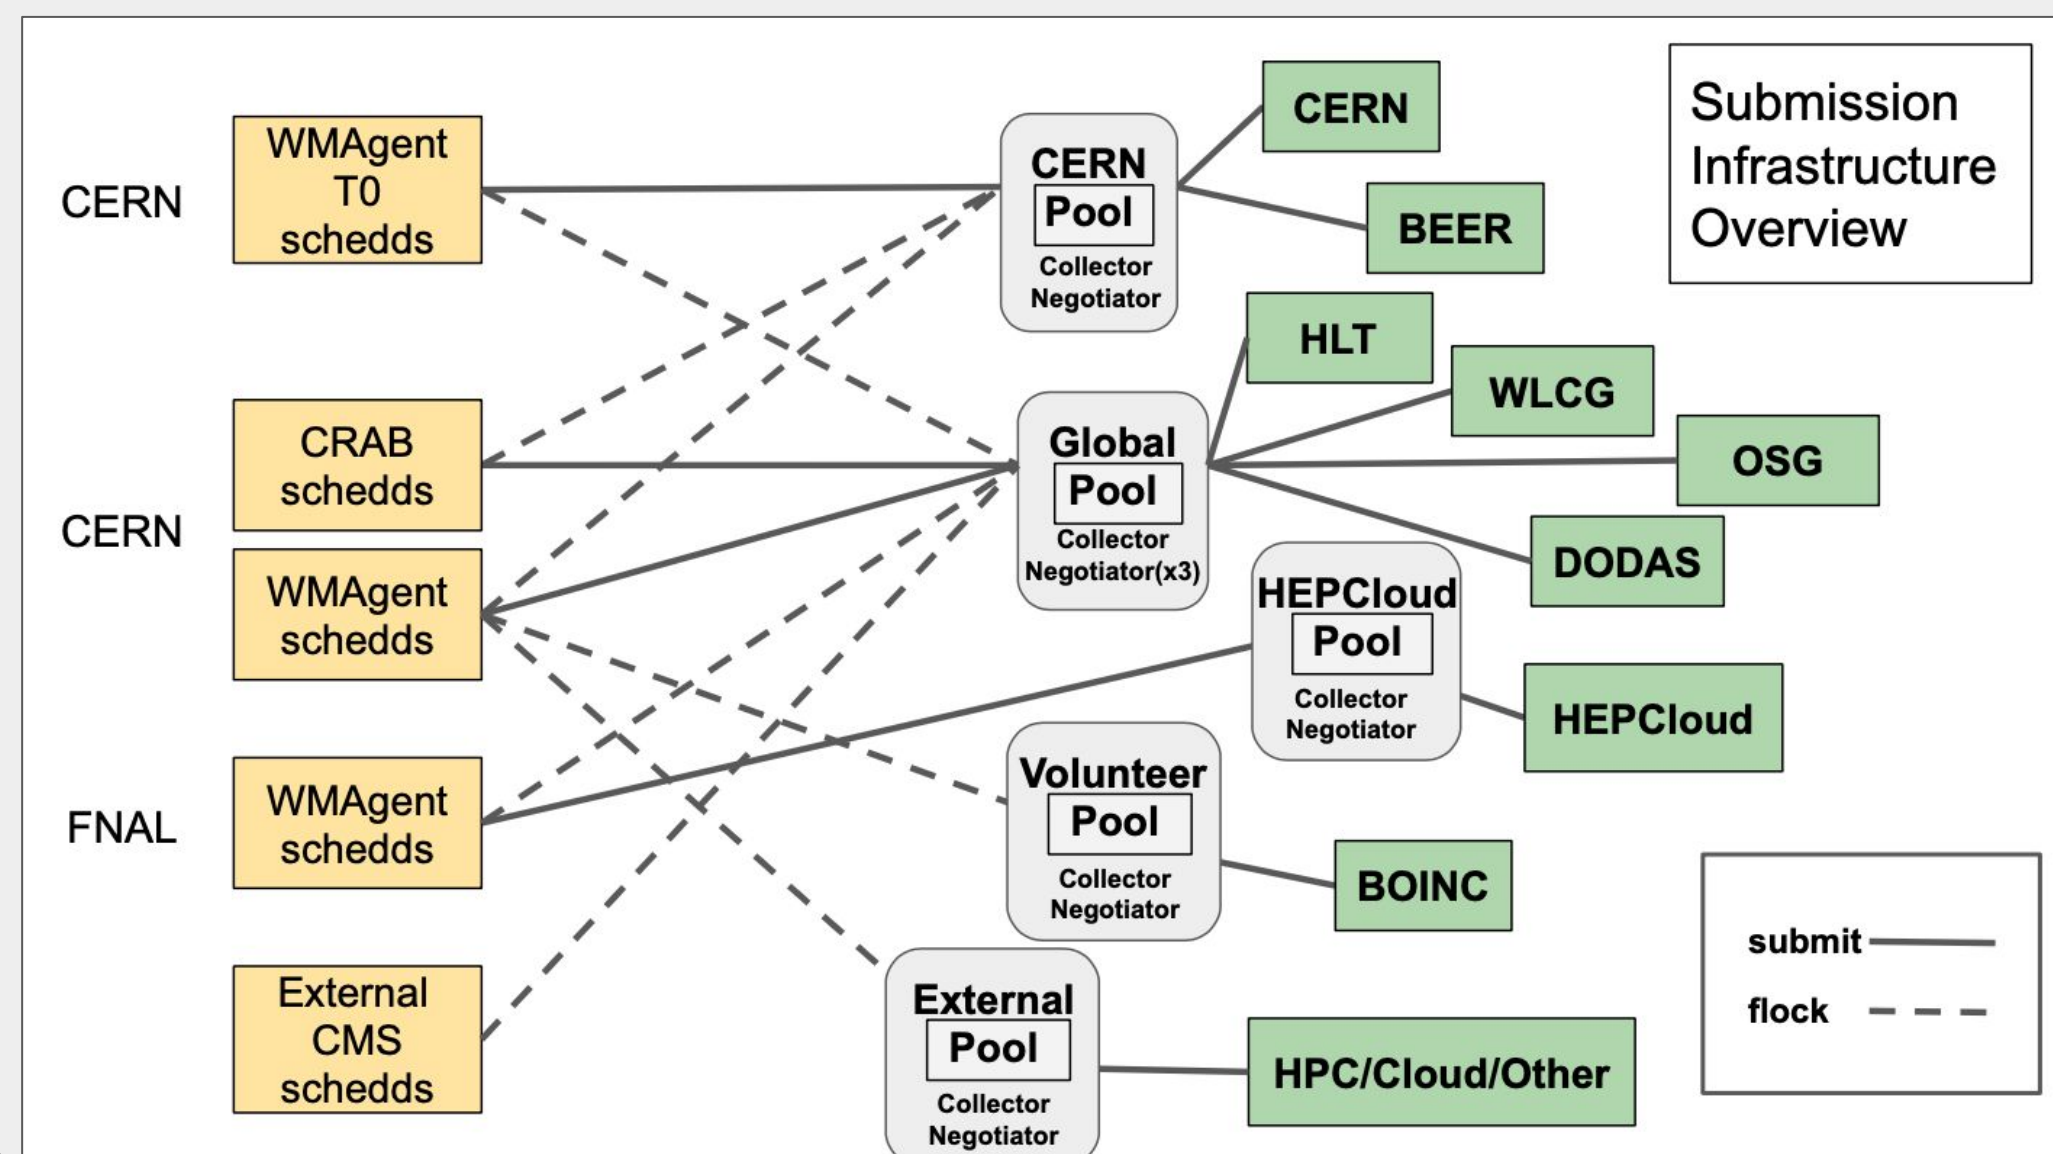 Submission
Infrastructure
Overview
CERN
WMAgent
T0
schedds
CERN
CRAB
schedds
WMAgent
schedds
FNAL
WMAgent
schedds
External
CMS
schedds
CERN
Pool
Collector
Negotiator
Global
Pool
Collector
Negotiator(x3)
HEPCloud
Pool
Collector
Negotiator
Volunteer
Pool
Collector
Negotiator
External
Pool
Collector
Negotiator
CERN
BEER
HLT
WLCG
OSG
DODAS
HEPCloud
BOINC
HPC/Cloud/Other
submit
flock